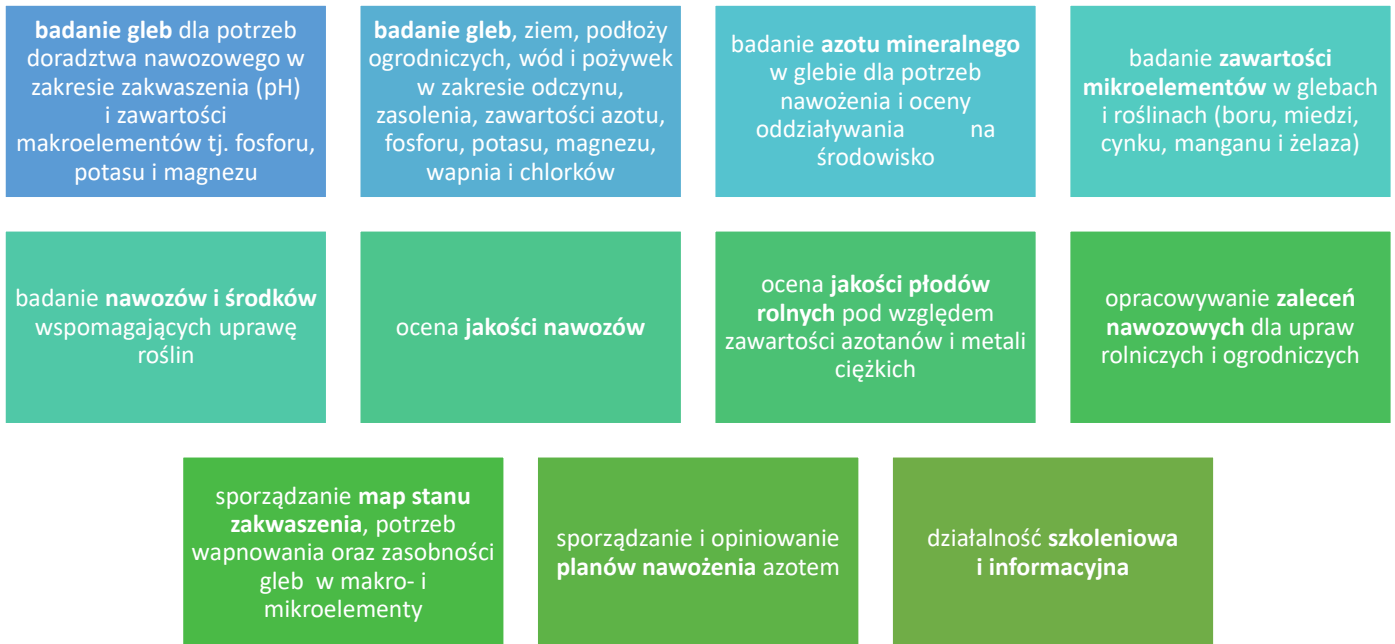 badanie gleb dla potrzeb
doradztwa nawozowego w
zakresie zakwaszenia (pH)
i zawartości
makroelementów tj. fosforu,
potasu i magnezu
badanie gleb, ziem, podłoży
ogrodniczych, wód i pożywek
w zakresie odczynu,
zasolenia, zawartości azotu,
fosforu, potasu, magnezu,
wapnia i chlorków
badanie azotu mineralnego
w glebie dla potrzeb
nawożenia i oceny
oddziaływania na
środowisko
badanie zawartości
mikroelementów w glebach
i roślinach (boru, miedzi,
cynku, manganu i żelaza)
badanie nawozów i środków
wspomagających uprawę
roślin
ocena jakości nawozów
ocena jakości płodów
rolnych pod względem
zawartości azotanów i metali
ciężkich
opracowywanie zaleceń
nawozowych dla upraw
rolniczych i ogrodniczych
sporządzanie map stanu
zakwaszenia, potrzeb
wapnowania oraz zasobności
gleb w makro- i
mikroelementy
sporządzanie i opiniowanie
planów nawożenia azotem
działalność szkoleniowa
i informacyjna